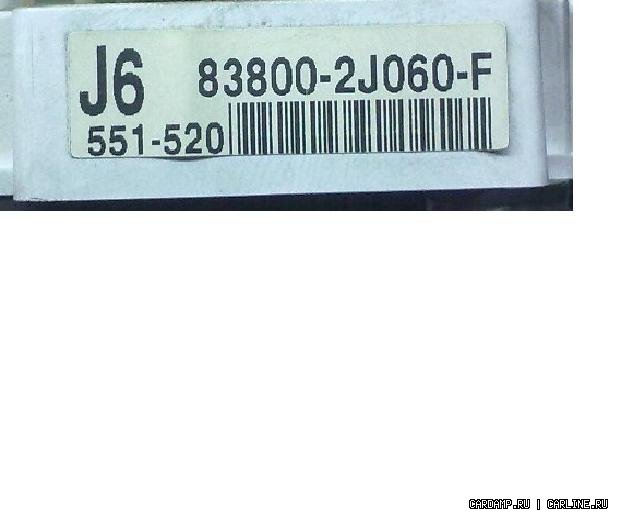 J6 83800-2J060-F
551-520
CARDAMP.RU | CARLINE.RU